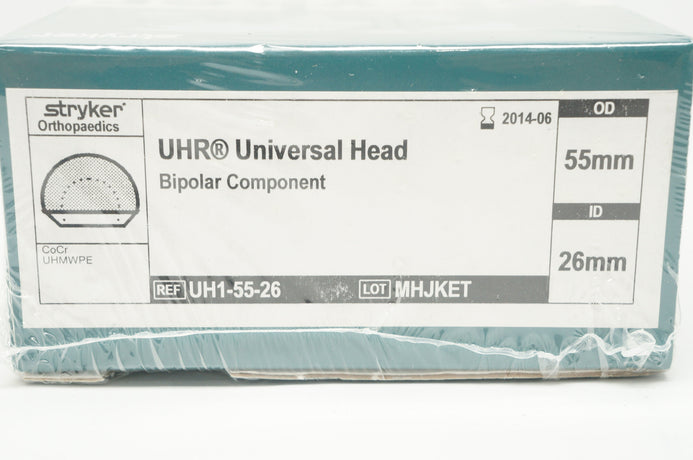 stryker
Orthopaedics
CoCr
UHMWPE
UHR® Universal Head
Bipolar Component
2014-06
REF UH1-55-26
LOT MHJKET
OD
55mm
ID
26mm